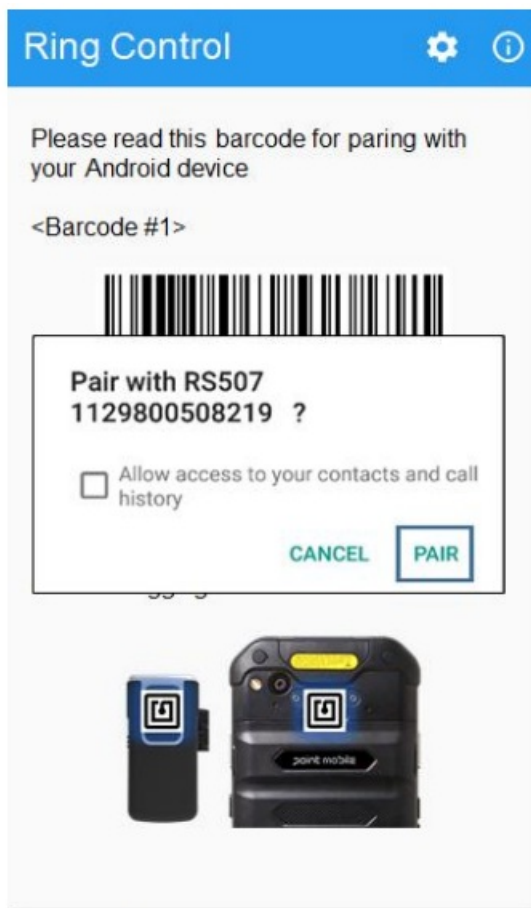 Ring Control
Please read this barcode for paring with
your Android device
<Barcode #1>
Pair with RS507
1129800508219 ?
Allow access to your contacts and call
history
CANCEL PAIR
point mobile